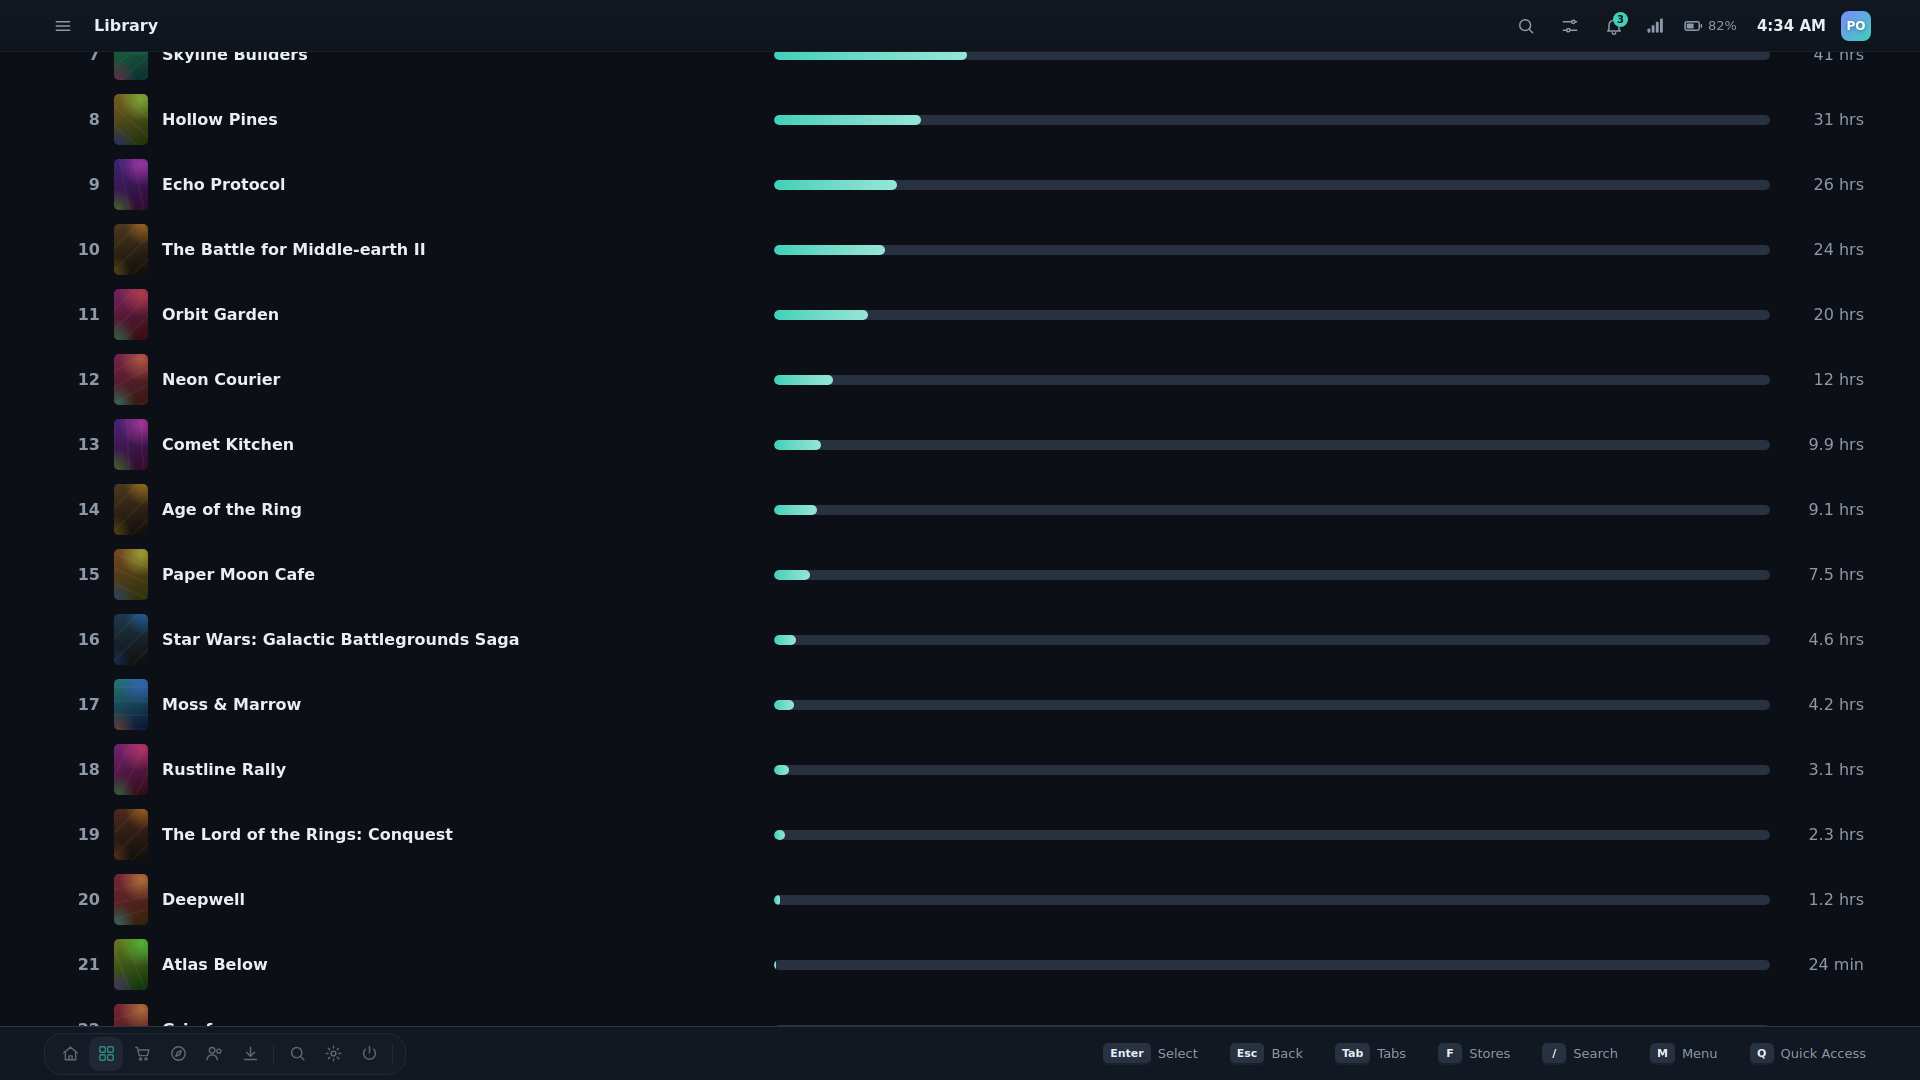 Library
3
82%
4:34 AM
PO
7 Skyline Builders 41 hrs
8 Hollow Pines 31 hrs
9 Echo Protocol 26 hrs
10 The Battle for Middle-earth II 24 hrs
11 Orbit Garden 20 hrs
12 Neon Courier 12 hrs
13 Comet Kitchen 9.9 hrs
14 Age of the Ring 9.1 hrs
15 Paper Moon Cafe 7.5 hrs
16 Star Wars: Galactic Battlegrounds Saga 4.6 hrs
17 Moss & Marrow 4.2 hrs
18 Rustline Rally 3.1 hrs
19 The Lord of the Rings: Conquest 2.3 hrs
20 Deepwell 1.2 hrs
21 Atlas Below 24 min
22
Enter Select Esc Back Tab Tabs F Stores / Search M Menu Q Quick Access